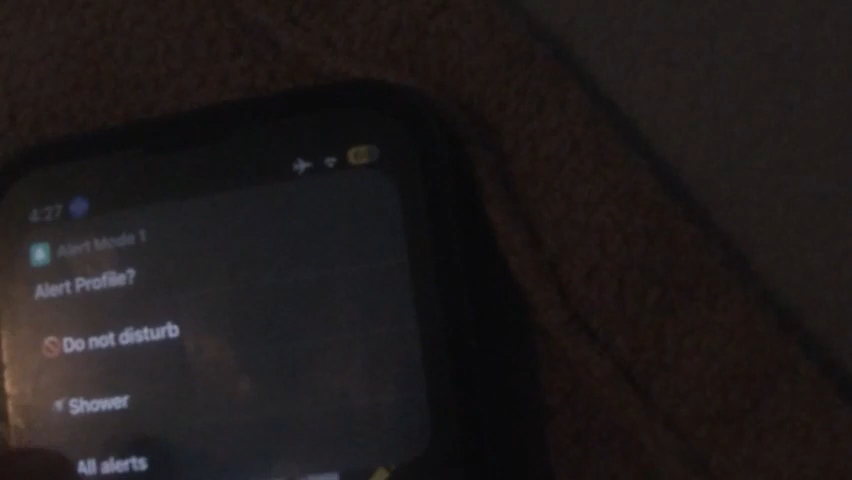 4:27
Alert Mode 1
Alert Profile?
🚫Do not disturb
Shower
All alerts